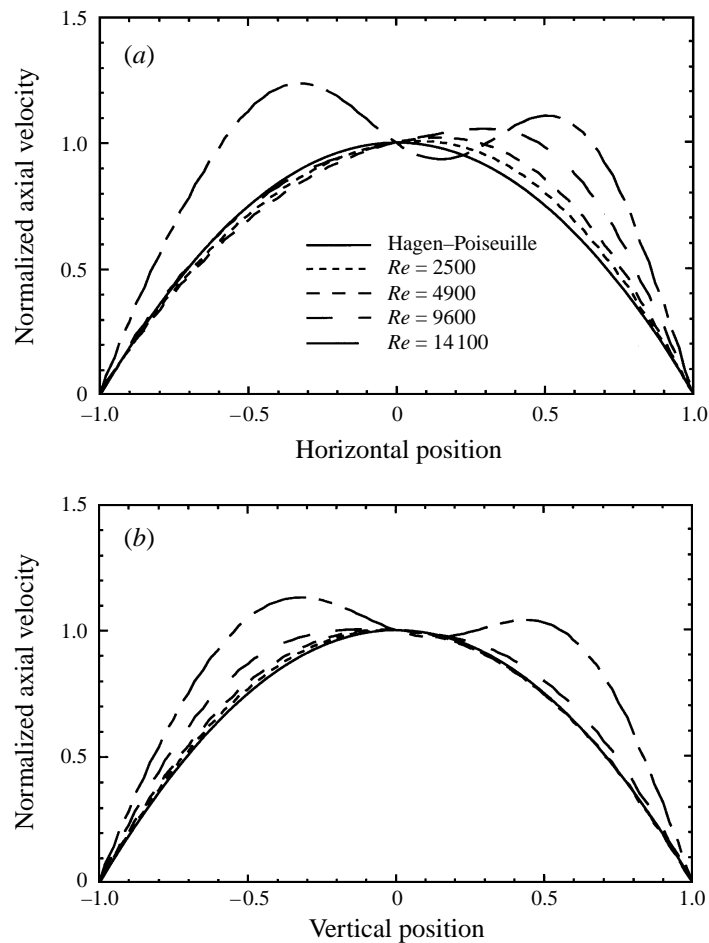 1.5
(a)
1.0
Normalized axial velocity
Hagen–Poiseuille
Re = 2500
Re = 4900
0.5
Re = 9600
Re = 14 100
0
–1.0 –0.5 0 0.5 1.0
Horizontal position
1.5
(b)
1.0
Normalized axial velocity
0.5
0
–1.0 –0.5 0 0.5 1.0
Vertical position